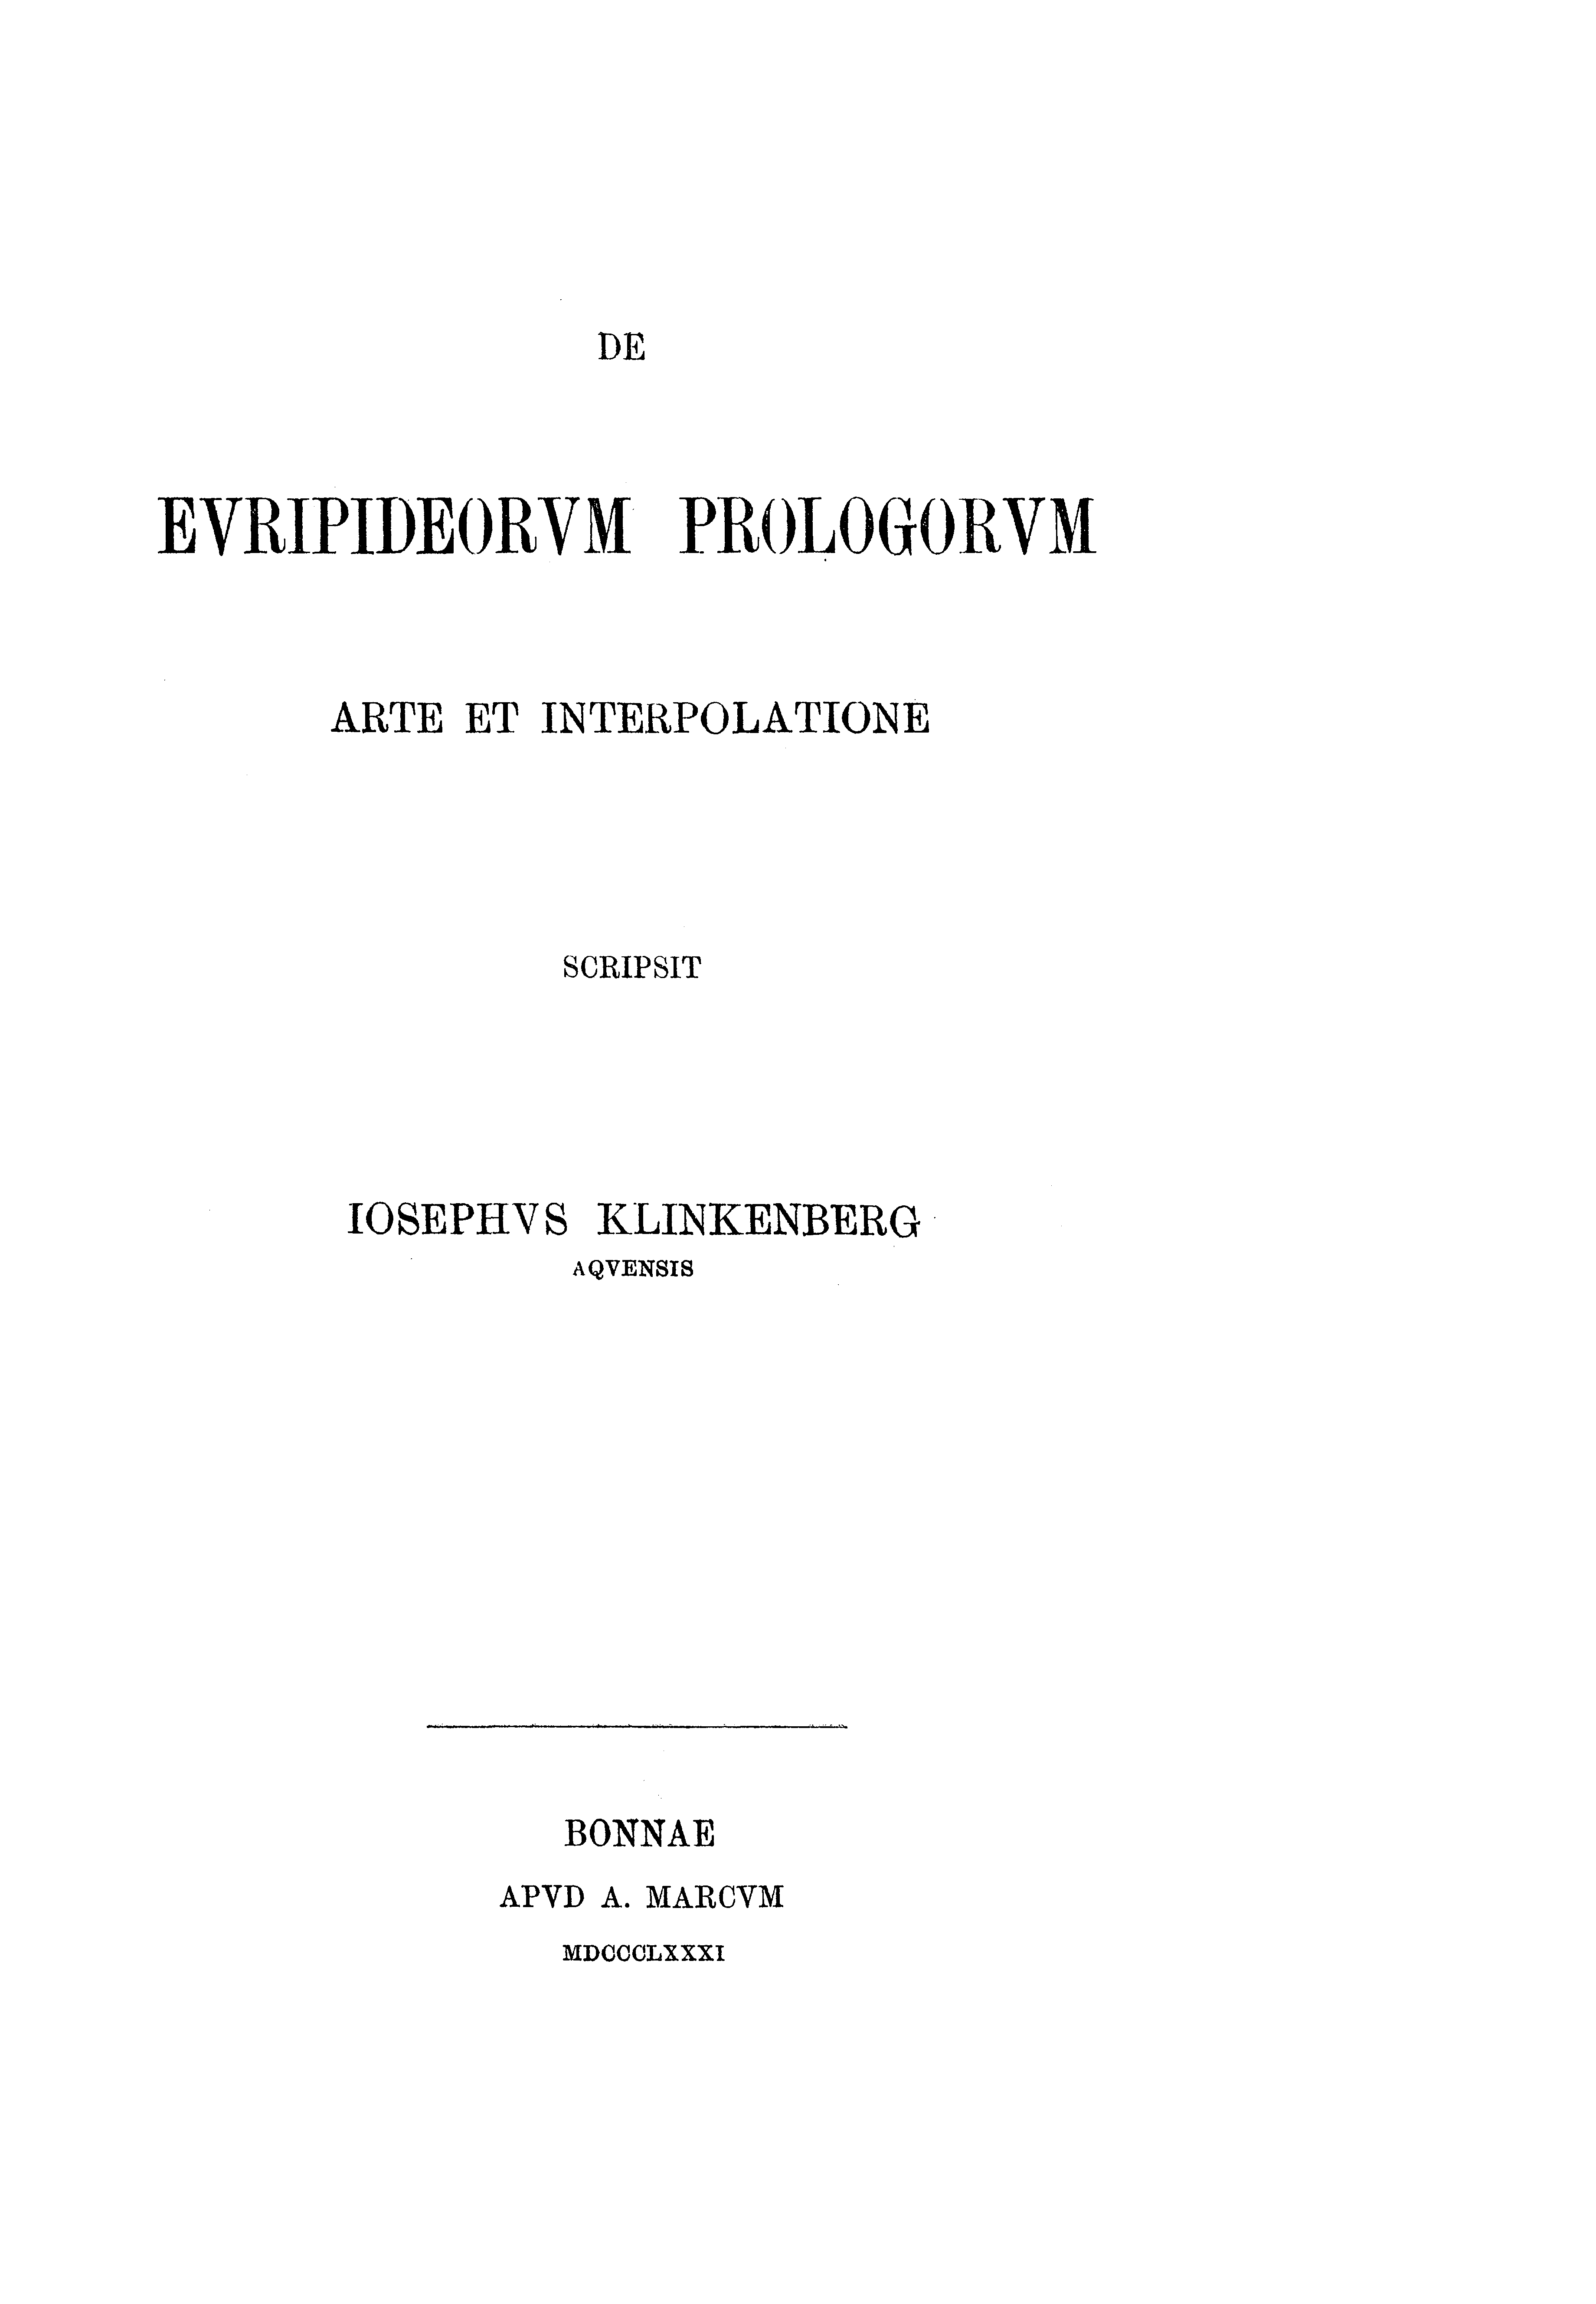 DE
EVRIPIDEORVM PROLOGORVM
ARTE ET INTERPOLATIONE
SCRIPSIT
IOSEPHVS KLINKENBERG
AQVENSIS
BONNAE
APVD A. MARCVM
MDCCCLXXXI